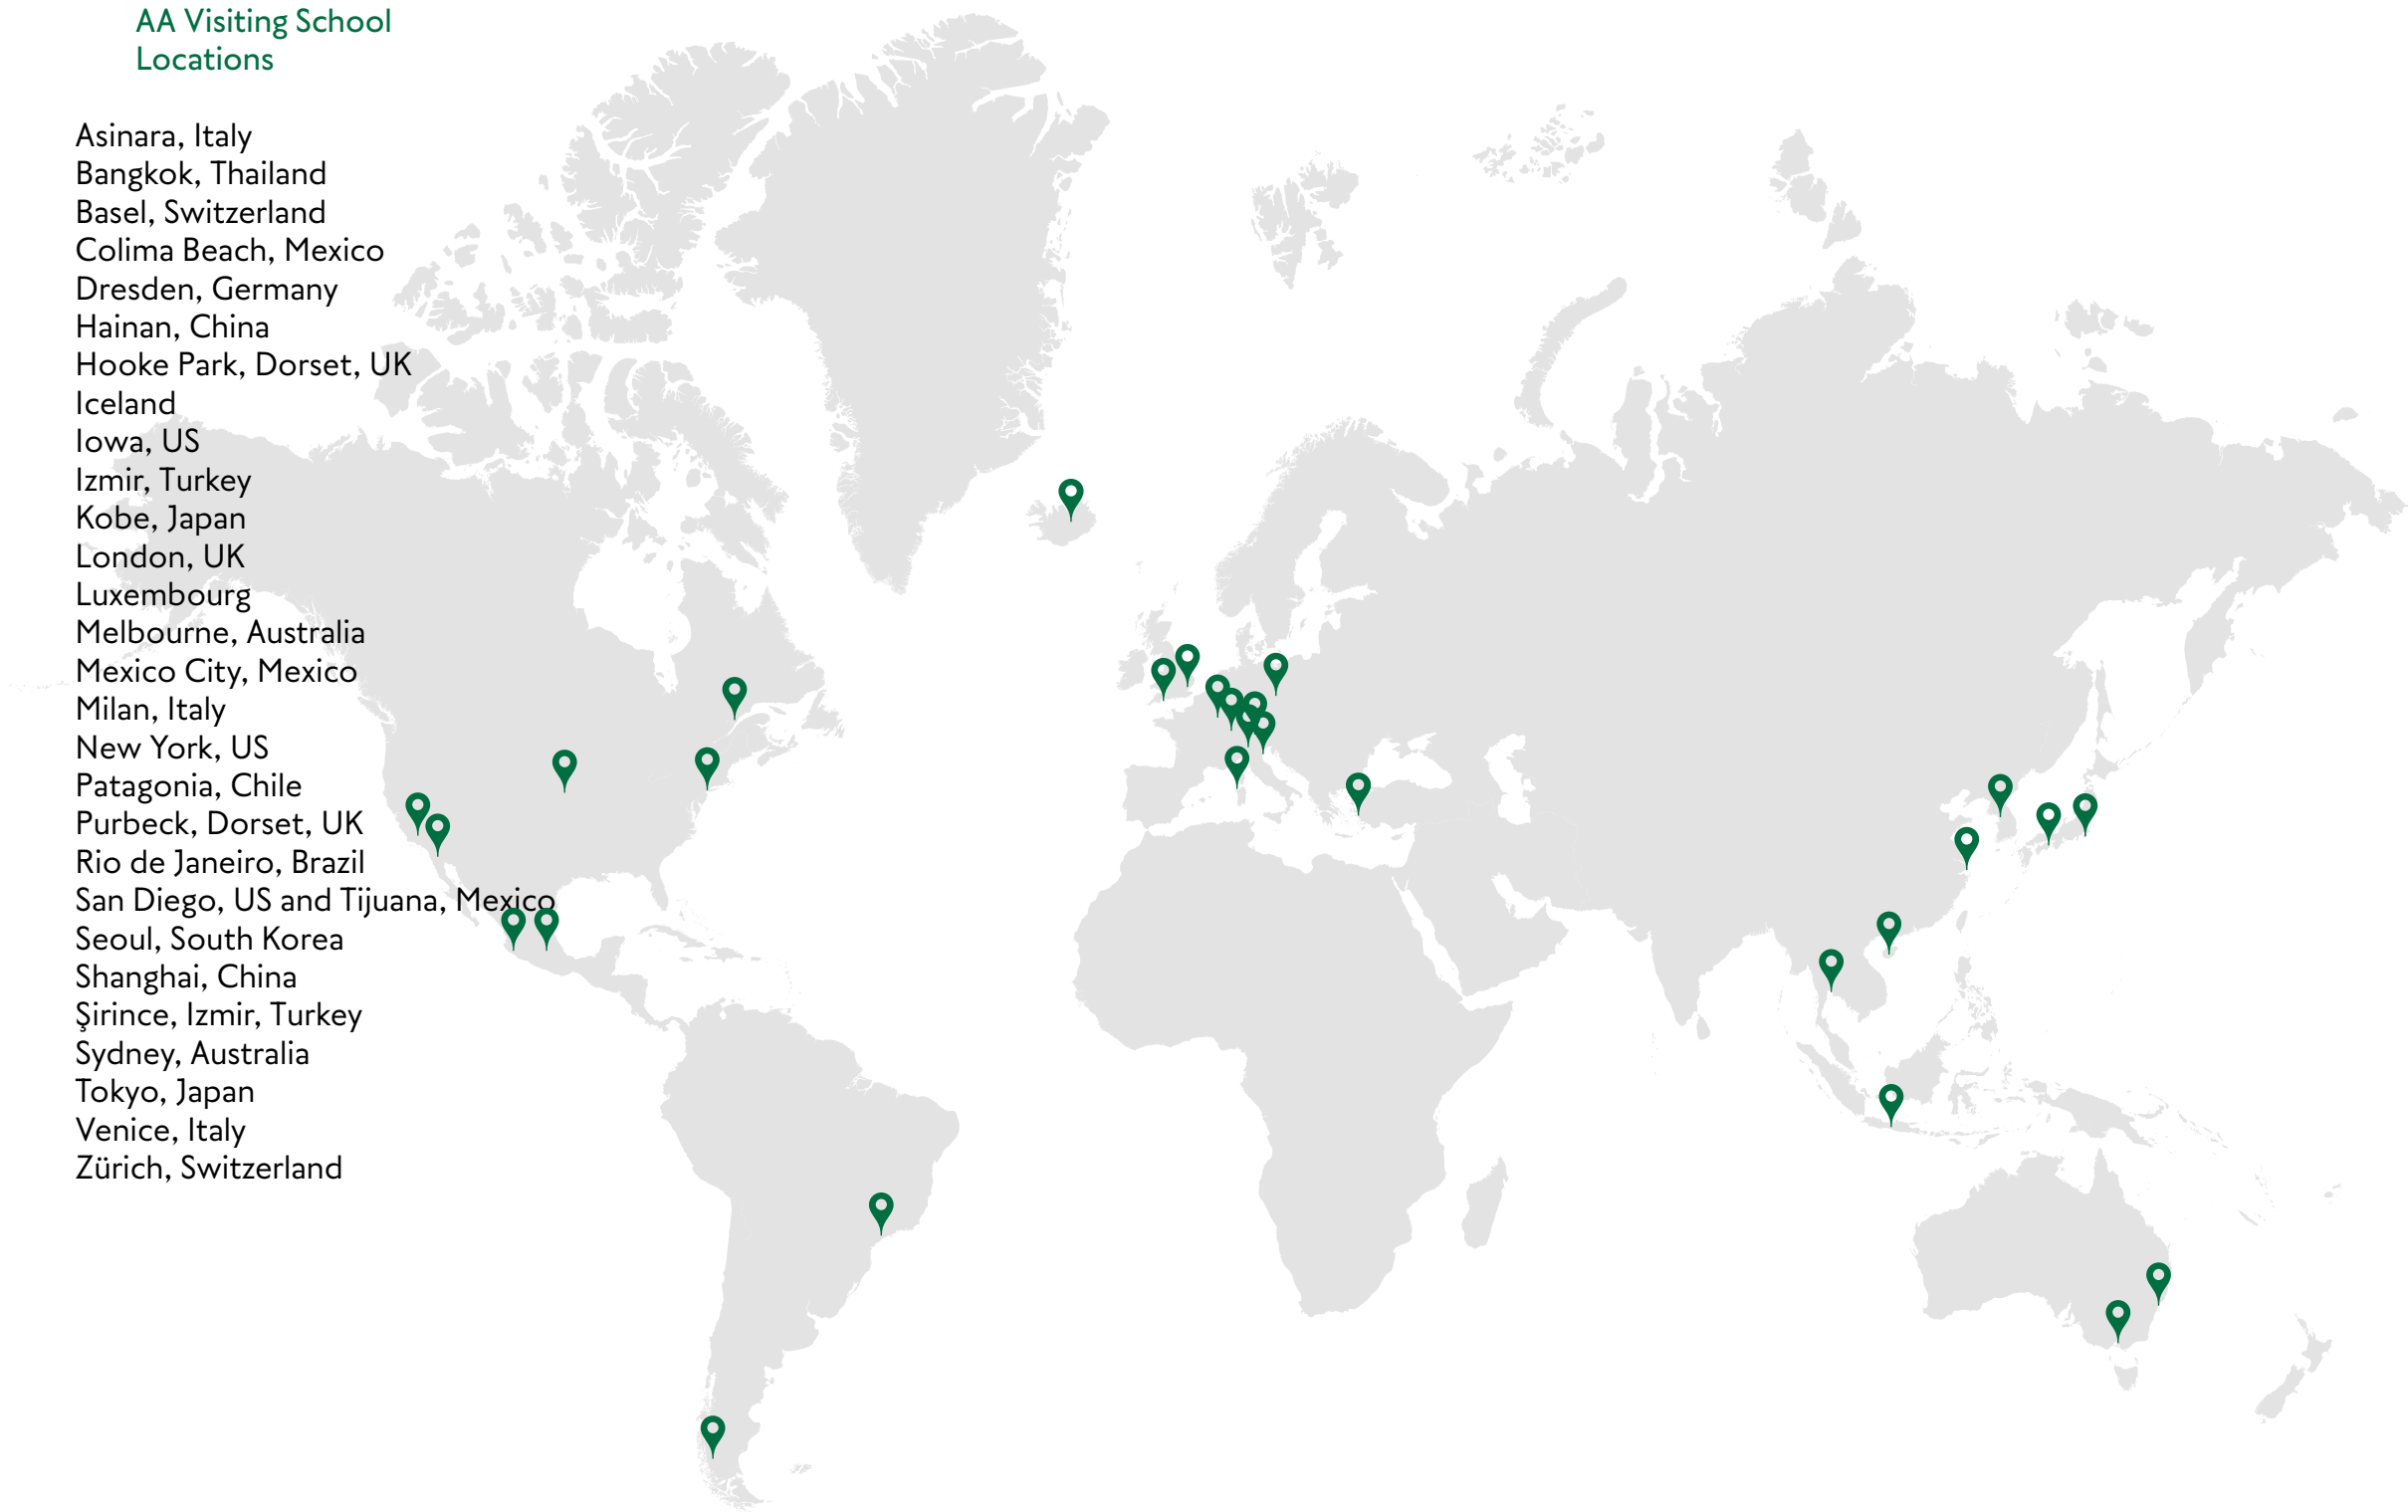 AA Visiting School
Locations
Asinara, Italy
Bangkok, Thailand
Basel, Switzerland
Colima Beach, Mexico
Dresden, Germany
Hainan, China
Hooke Park, Dorset, UK
Iceland
Iowa, US
Izmir, Turkey
Kobe, Japan
London, UK
Luxembourg
Melbourne, Australia
Mexico City, Mexico
Milan, Italy
New York, US
Patagonia, Chile
Purbeck, Dorset, UK
Rio de Janeiro, Brazil
San Diego, US and Tijuana, Mexico
Seoul, South Korea
Shanghai, China
Şirince, Izmir, Turkey
Sydney, Australia
Tokyo, Japan
Venice, Italy
Zürich, Switzerland